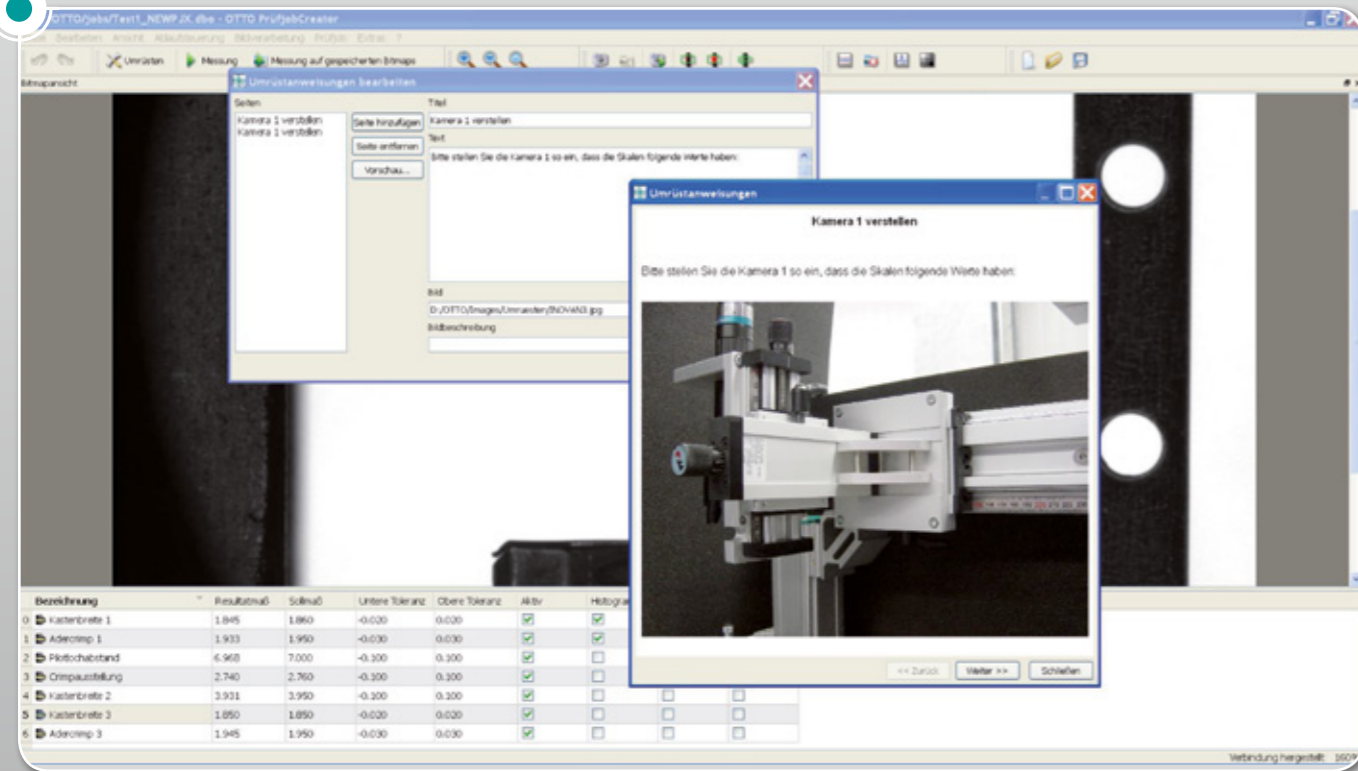 OTTO/jobs/Test1_NEWPJX.dbo - OTTO PrüfjobCreator
Bearbeiten Ansicht Ablaufsteuerung Bildverarbeitung Prüfjob Extras ?
Umrüsten Messung Messung auf gespeicherten Bitmaps
Bitmapansicht
Umrüstanweisungen bearbeiten
Seiten
Kamera 1 verstellen
Kamera 1 verstellen
Seite hinzufügen
Seite entfernen
Vorschau...
Titel
Kamera 1 verstellen
Text
Bitte stellen Sie die Kamera 1 so ein, dass die Skalen folgende Werte haben:
Bild
D:/OTTO/Images/Umruesten/INOVAN3.jpg
Bildbeschreibung
Umrüstanweisungen
Kamera 1 verstellen
Bitte stellen Sie die Kamera 1 so ein, dass die Skalen folgende Werte haben:
<< Zurück Weiter >> Schließen
Bezeichnung Resultatmaß Sollmaß Untere Toleranz Obere Toleranz Aktiv Histogram
0 Kastenbreite 1 1.845 1.860 -0.020 0.020
1 Adercrimp 1 1.933 1.950 -0.030 0.030
2 Pilotlochabstand 6.968 7.000 -0.100 0.100
3 Crimpausstellung 2.740 2.760 -0.100 0.100
4 Kastenbreite 2 3.931 3.950 -0.100 0.100
5 Kastenbreite 3 1.850 1.850 -0.020 0.020
6 Adercrimp 3 1.945 1.950 -0.030 0.030
Verbindung hergestellt